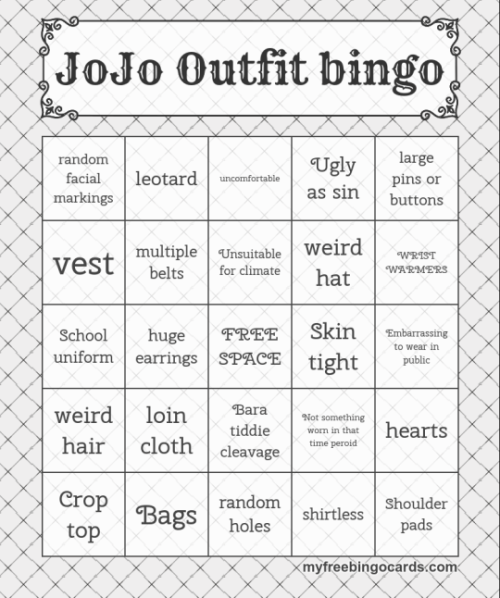 JoJo Outfit bingo
random
facial
markings
leotard
uncomfortable
Ugly
as sin
large
pins or
buttons
vest
multiple
belts
Unsuitable
for climate
weird
hat
WRIST
WARMERS
School
uniform
huge
earrings
FREE
SPACE
Skin
tight
Embarrassing
to wear in
public
weird
hair
loin
cloth
Bara
tiddie
cleavage
Not something
worn in that
time peroid
hearts
Crop
top
Bags
random
holes
shirtless
Shoulder
pads
myfreebingocards.com